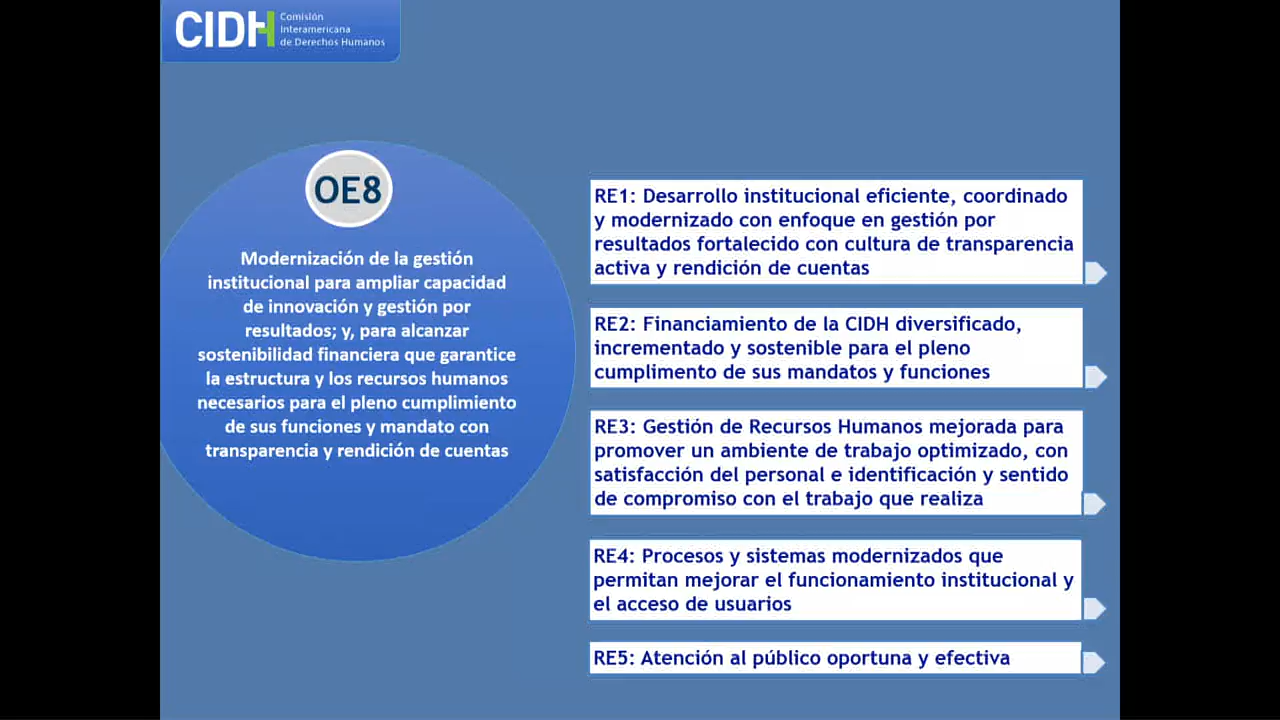 CIDH
Comisión
Interamericana
de Derechos Humanos
OE8
Modernización de la gestión
institucional para ampliar capacidad
de innovación y gestión por
resultados; y, para alcanzar
sostenibilidad financiera que garantice
la estructura y los recursos humanos
necesarios para el pleno cumplimiento
de sus funciones y mandato con
transparencia y rendición de cuentas
RE1: Desarrollo institucional eficiente, coordinado
y modernizado con enfoque en gestión por
resultados fortalecido con cultura de transparencia
activa y rendición de cuentas
RE2: Financiamiento de la CIDH diversificado,
incrementado y sostenible para el pleno
cumplimento de sus mandatos y funciones
RE3: Gestión de Recursos Humanos mejorada para
promover un ambiente de trabajo optimizado, con
satisfacción del personal e identificación y sentido
de compromiso con el trabajo que realiza
RE4: Procesos y sistemas modernizados que
permitan mejorar el funcionamiento institucional y
el acceso de usuarios
RE5: Atención al público oportuna y efectiva